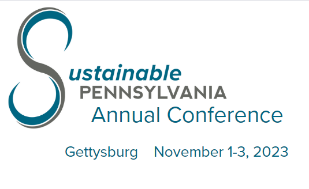 Sustainable
PENNSYLVANIA
Annual Conference
Gettysburg November 1-3, 2023